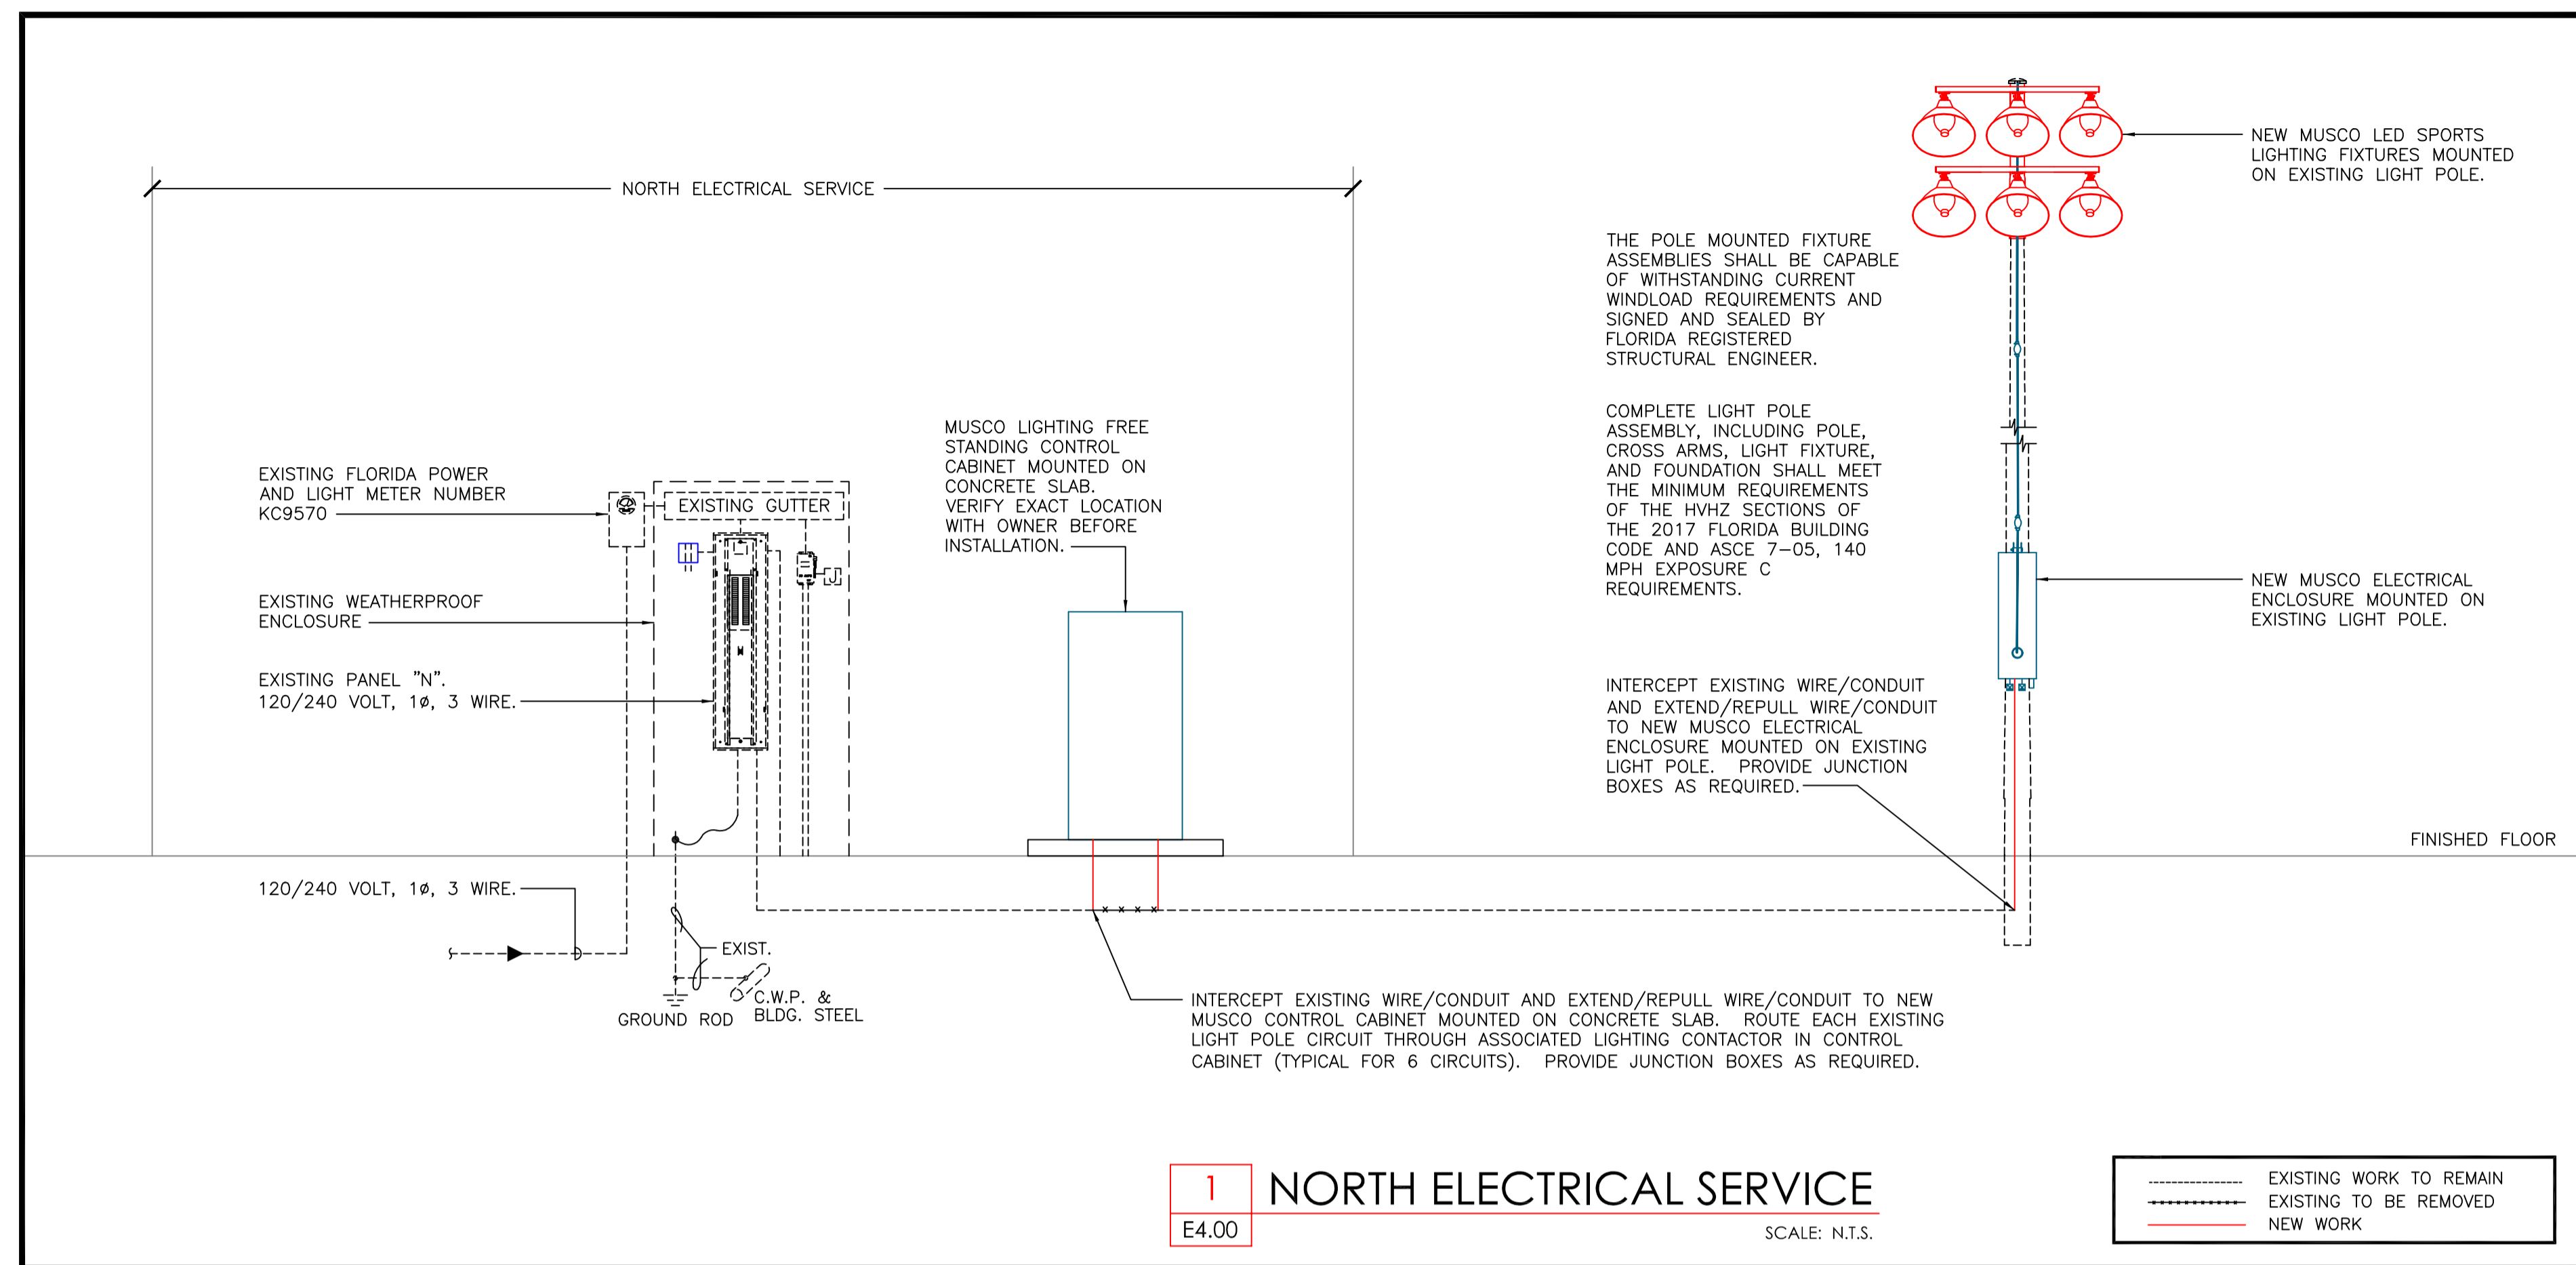 NORTH ELECTRICAL SERVICE
NEW MUSCO LED SPORTS
LIGHTING FIXTURES MOUNTED
ON EXISTING LIGHT POLE.
THE POLE MOUNTED FIXTURE
ASSEMBLIES SHALL BE CAPABLE
OF WITHSTANDING CURRENT
WINDLOAD REQUIREMENTS AND
SIGNED AND SEALED BY
FLORIDA REGISTERED
STRUCTURAL ENGINEER.
COMPLETE LIGHT POLE
ASSEMBLY, INCLUDING POLE,
CROSS ARMS, LIGHT FIXTURE,
AND FOUNDATION SHALL MEET
THE MINIMUM REQUIREMENTS
OF THE HVHZ SECTIONS OF
THE 2017 FLORIDA BUILDING
CODE AND ASCE 7-05, 140
MPH EXPOSURE C
REQUIREMENTS.
MUSCO LIGHTING FREE
STANDING CONTROL
CABINET MOUNTED ON
CONCRETE SLAB.
VERIFY EXACT LOCATION
WITH OWNER BEFORE
INSTALLATION.
EXISTING FLORIDA POWER
AND LIGHT METER NUMBER
KC9570
EXISTING GUTTER
J
EXISTING WEATHERPROOF
ENCLOSURE
EXISTING PANEL "N".
120/240 VOLT, 1ø, 3 WIRE.
NEW MUSCO ELECTRICAL
ENCLOSURE MOUNTED ON
EXISTING LIGHT POLE.
INTERCEPT EXISTING WIRE/CONDUIT
AND EXTEND/REPULL WIRE/CONDUIT
TO NEW MUSCO ELECTRICAL
ENCLOSURE MOUNTED ON EXISTING
LIGHT POLE. PROVIDE JUNCTION
BOXES AS REQUIRED.
FINISHED FLOOR
120/240 VOLT, 1ø, 3 WIRE.
EXIST.
C.W.P. &
BLDG. STEEL
GROUND ROD
INTERCEPT EXISTING WIRE/CONDUIT AND EXTEND/REPULL WIRE/CONDUIT TO NEW
MUSCO CONTROL CABINET MOUNTED ON CONCRETE SLAB. ROUTE EACH EXISTING
LIGHT POLE CIRCUIT THROUGH ASSOCIATED LIGHTING CONTACTOR IN CONTROL
CABINET (TYPICAL FOR 6 CIRCUITS). PROVIDE JUNCTION BOXES AS REQUIRED.
1
E4.00
NORTH ELECTRICAL SERVICE
SCALE: N.T.S.
EXISTING WORK TO REMAIN
EXISTING TO BE REMOVED
NEW WORK